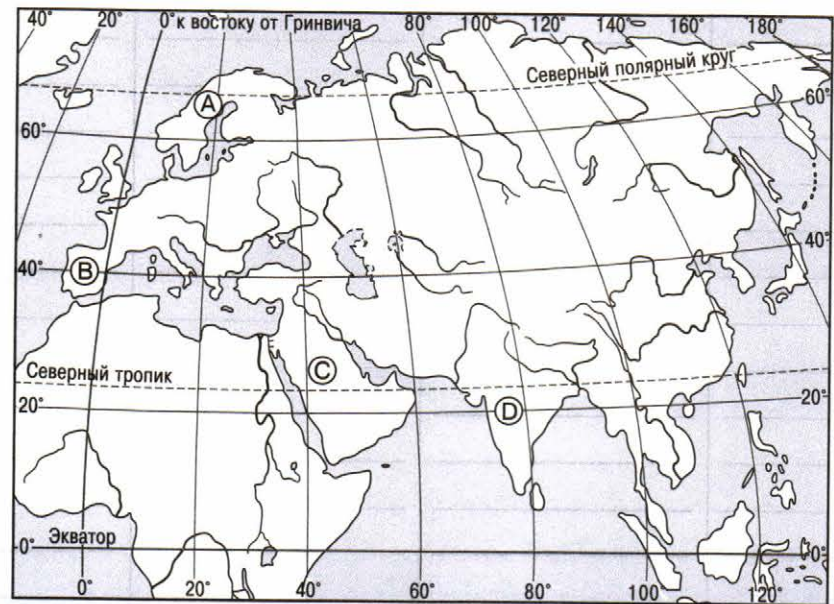 40° 20° 0° к востоку от Гринвича 80° 100° 120° 140° 160° 180°
Северный полярный круг
A
60° 60°
40° 40°
B
C
Северный тропик
D
20° 20°
Экватор
0° 0°
0° 20° 40° 60° 80° 100° 120°